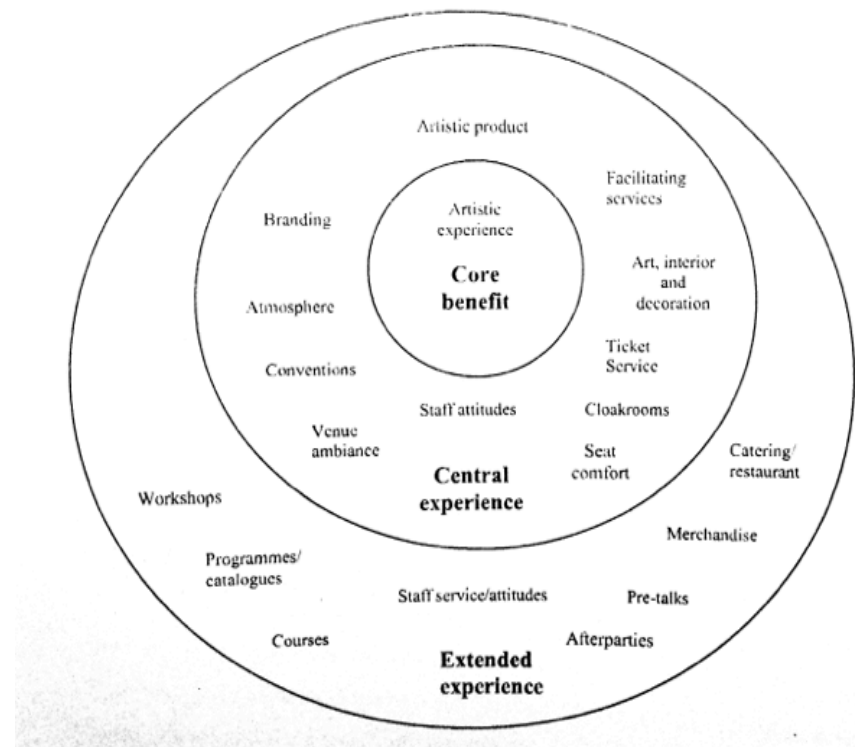 Artistic product
Facilitating
services
Branding
Artistic
experience
Core
benefit
Art, interior
and
decoration
Atmosphere
Ticket
Service
Conventions
Staff attitudes
Cloakrooms
Venue
ambiance
Seat
comfort
Catering/
restaurant
Central
experience
Workshops
Merchandise
Programmes/
catalogues
Staff service/attitudes
Pre-talks
Courses
Afterparties
Extended
experience